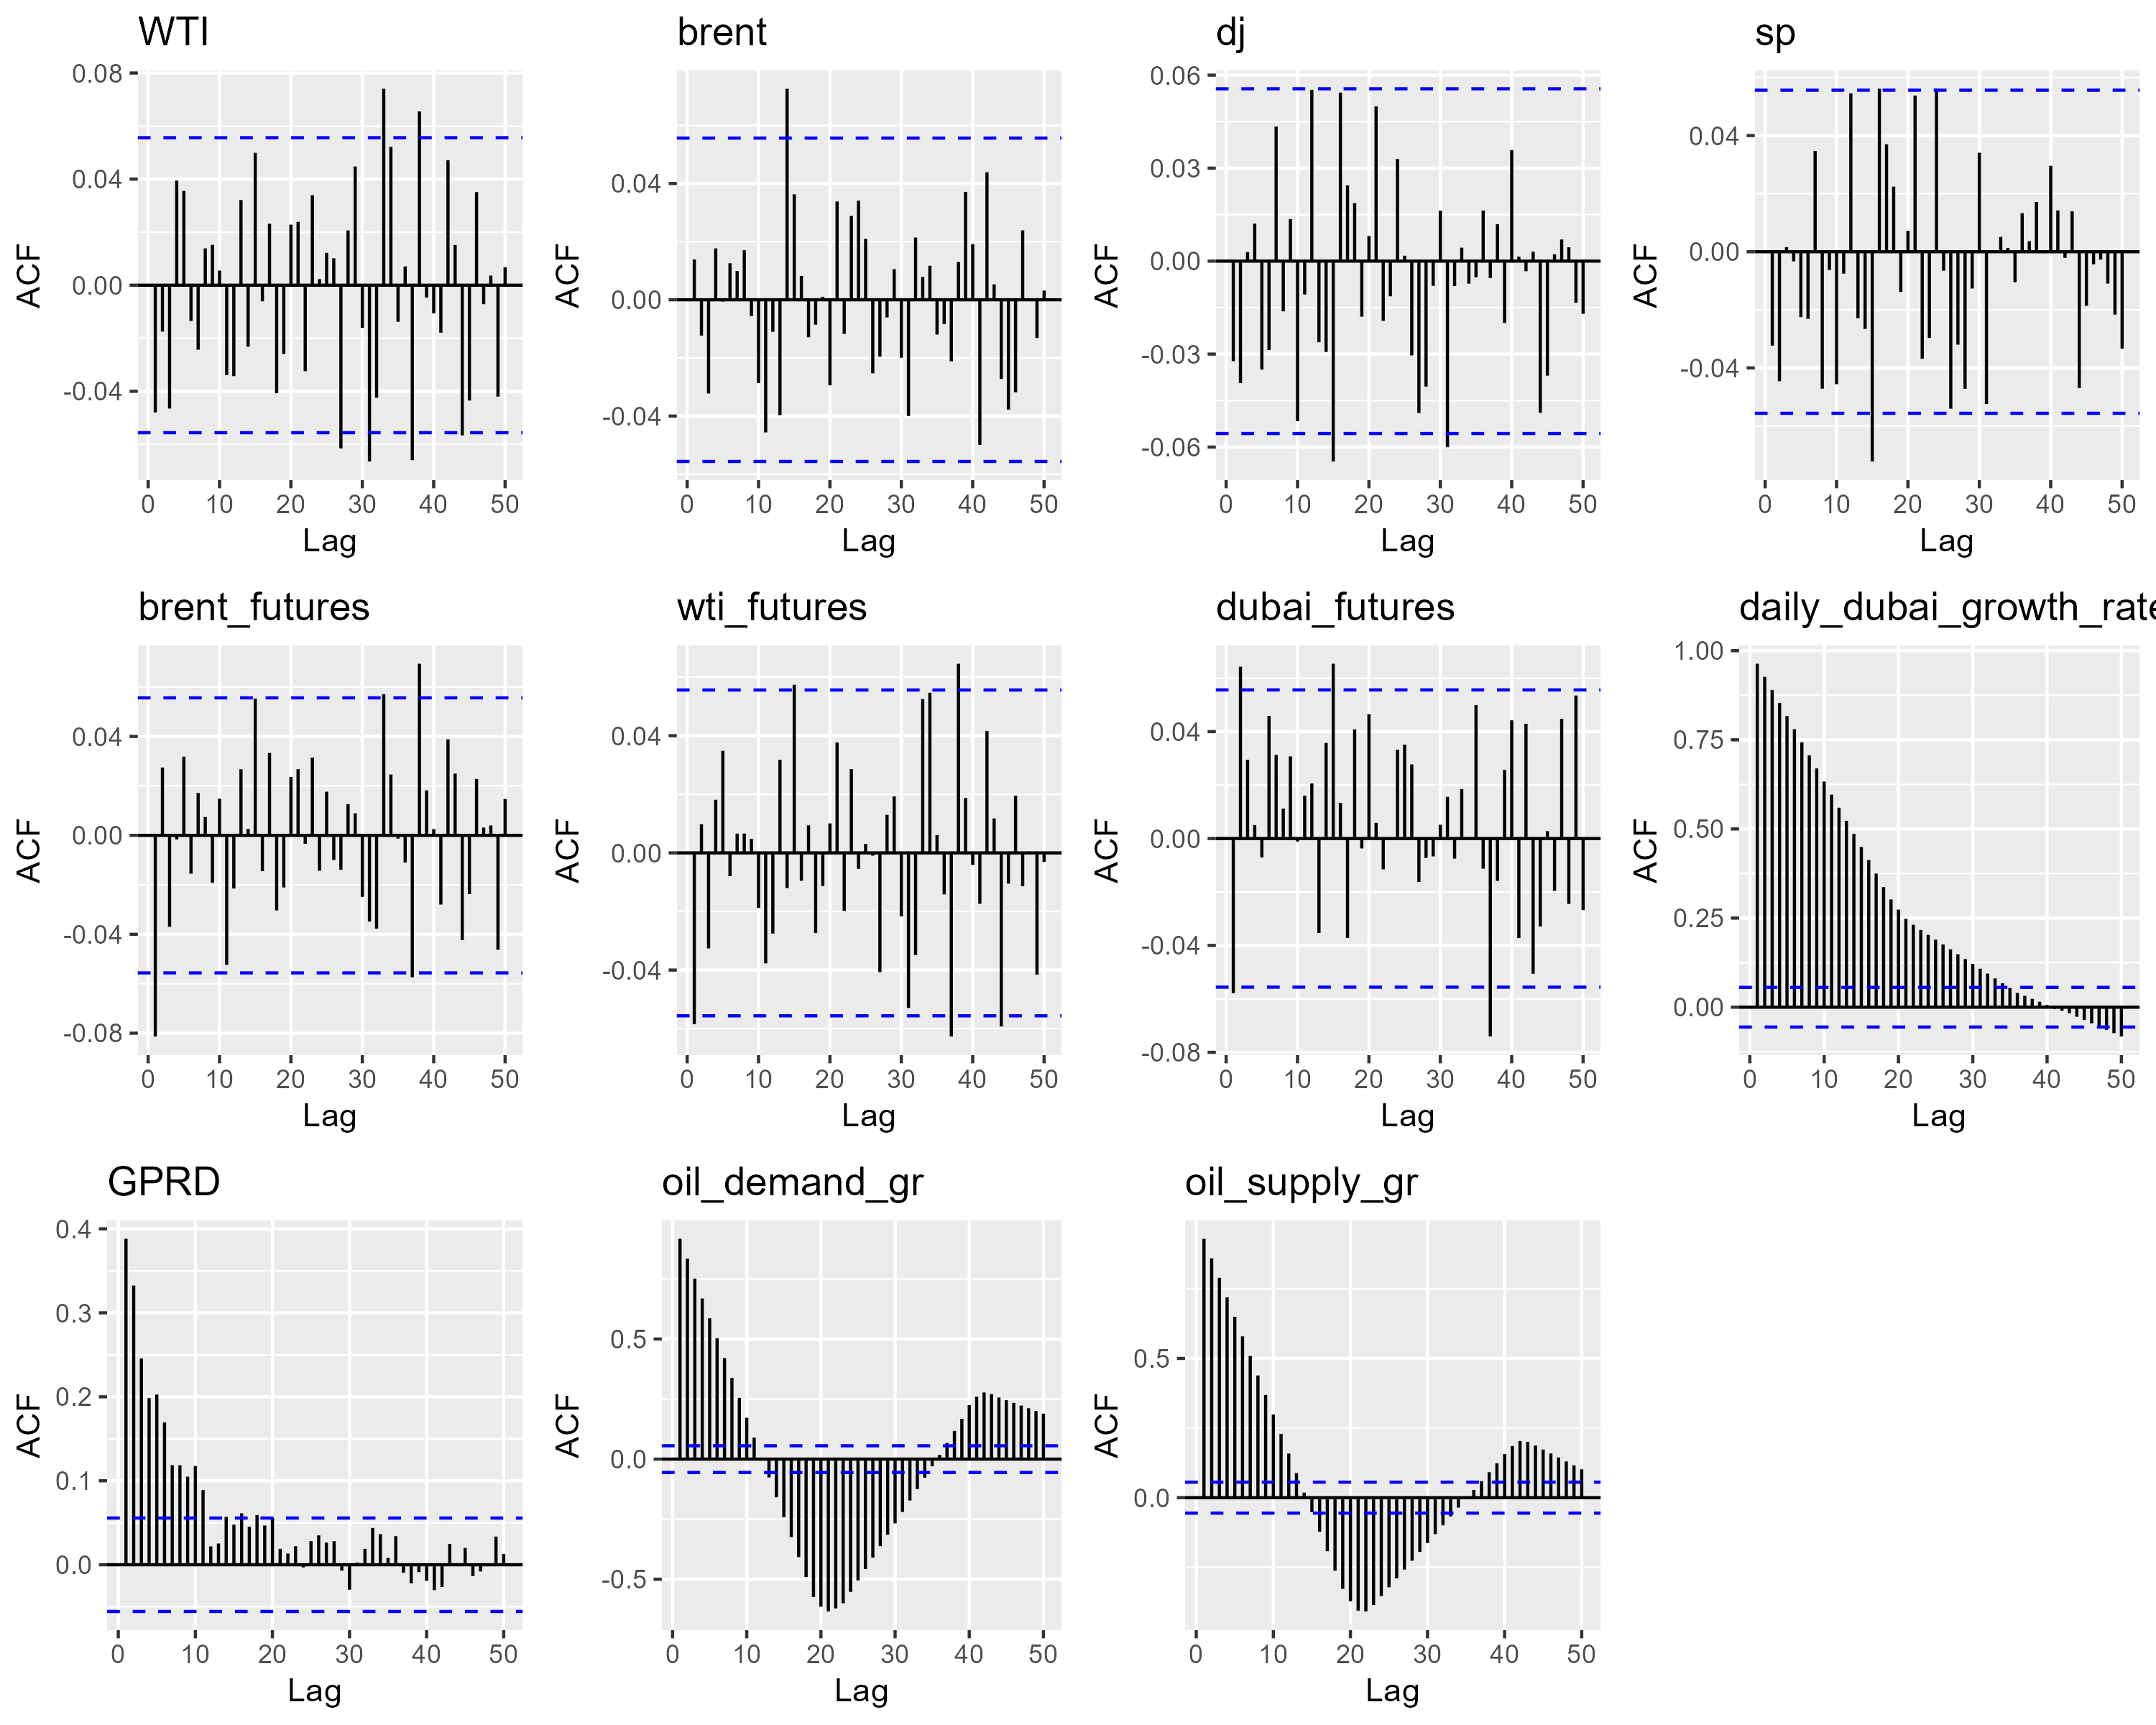 WTI
brent
dj
sp
0.08
0.04
0.00
-0.04
ACF
0 10 20 30 40 50
Lag
0.04
0.00
-0.04
ACF
0 10 20 30 40 50
Lag
0.06
0.03
0.00
-0.03
-0.06
ACF
0 10 20 30 40 50
Lag
0.04
0.00
-0.04
ACF
0 10 20 30 40 50
Lag
brent_futures
wti_futures
dubai_futures
daily_dubai_growth_rate
0.04
0.00
-0.04
-0.08
ACF
0 10 20 30 40 50
Lag
0.04
0.00
-0.04
ACF
0 10 20 30 40 50
Lag
0.04
0.00
-0.04
-0.08
ACF
0 10 20 30 40 50
Lag
1.00
0.75
0.50
0.25
0.00
ACF
0 10 20 30 40 50
Lag
GPRD
oil_demand_gr
oil_supply_gr
0.4
0.3
0.2
0.1
0.0
ACF
0 10 20 30 40 50
Lag
0.5
0.0
-0.5
ACF
0 10 20 30 40 50
Lag
0.5
0.0
ACF
0 10 20 30 40 50
Lag